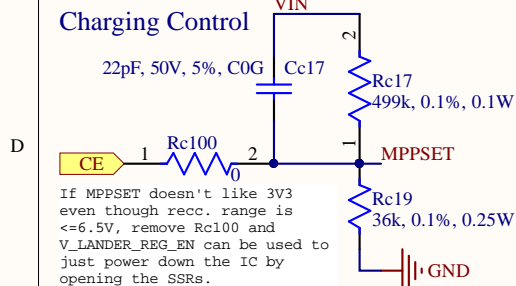 VIN
Charging Control
2
22pF, 50V, 5%, C0G Cc17
Rc17
499k, 0.1%, 0.1W
D
Rc100
1
MPPSET
CE
1
2
0
Rc19
36k, 0.1%, 0.25W
If MPPSET doesn't like 3V3
even though recc. range is
<=6.5V, remove Rc100 and
V_LANDER_REG_EN can be used to
just power down the IC by
opening the SSRs.
GND